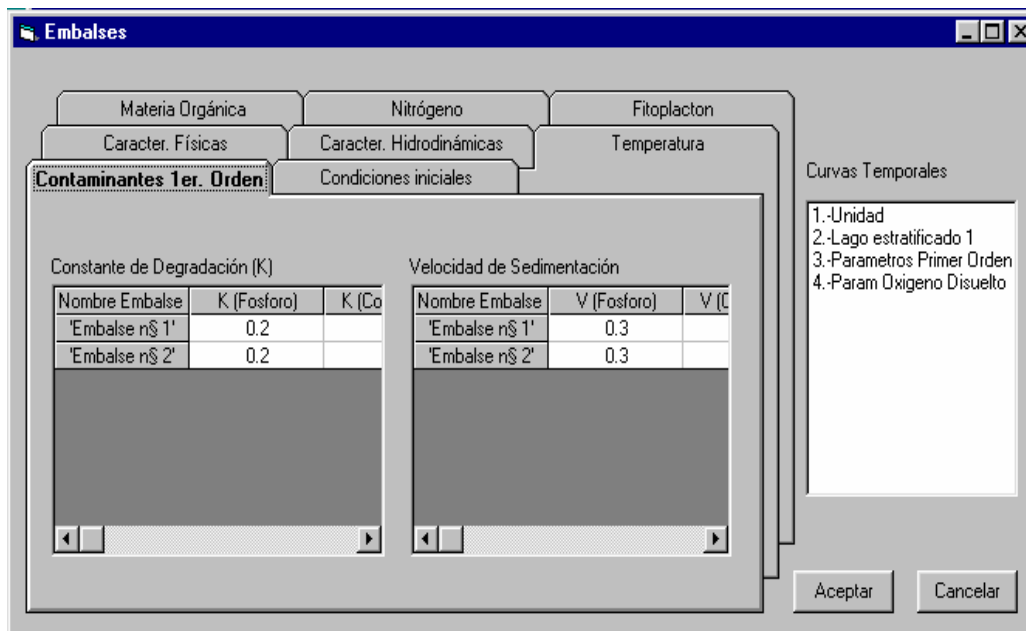 Embalses
Materia Orgánica Nitrógeno Fitoplacton
Caracter. Físicas Caracter. Hidrodinámicas Temperatura
Contaminantes 1er. Orden Condiciones iniciales
Curvas Temporales
1.-Unidad
2.-Lago estratificado 1
3.-Parametros Primer Orden
4.-Param Oxigeno Disuelto
Constante de Degradación (K) Velocidad de Sedimentación
Nombre Embalse K (Fosforo) K (Co Nombre Embalse V (Fosforo) V (C
'Embalse n§ 1' 0.2 'Embalse n§ 1' 0.3
'Embalse n§ 2' 0.2 'Embalse n§ 2' 0.3
Aceptar Cancelar